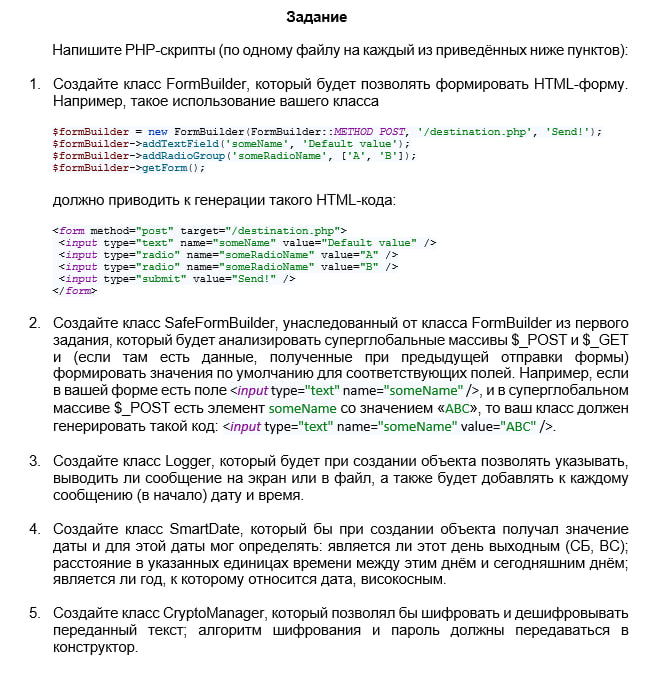 Задание
Напишите PHP-скрипты (по одному файлу на каждый из приведённых ниже пунктов):
1. Создайте класс FormBuilder, который будет позволять формировать HTML-форму.
Например, такое использование вашего класса
$formBuilder = new FormBuilder(FormBuilder::METHOD_POST, '/destination.php', 'Send!');
$formBuilder->addTextField('someName', 'Default value');
$formBuilder->addRadioGroup('someRadioName', ['A', 'B']);
$formBuilder->getForm();
должно приводить к генерации такого HTML-кода:
<form method="post" target="/destination.php">
<input type="text" name="someName" value="Default value" />
<input type="radio" name="someRadioName" value="A" />
<input type="radio" name="someRadioName" value="B" />
<input type="submit" value="Send!" />
</form>
2. Создайте класс SafeFormBuilder, унаследованный от класса FormBuilder из первого
задания, который будет анализировать суперглобальные массивы $_POST и $_GET
и (если там есть данные, полученные при предыдущей отправки формы)
формировать значения по умолчанию для соответствующих полей. Например, если
в вашей форме есть поле <input type="text" name="someName" />, и в суперглобальном
массиве $_POST есть элемент someName со значением «ABC», то ваш класс должен
генерировать такой код: <input type="text" name="someName" value="ABC" />.
3. Создайте класс Logger, который будет при создании объекта позволять указывать,
выводить ли сообщение на экран или в файл, а также будет добавлять к каждому
сообщению (в начало) дату и время.
4. Создайте класс SmartDate, который бы при создании объекта получал значение
даты и для этой даты мог определять: является ли этот день выходным (СБ, ВС);
расстояние в указанных единицах времени между этим днём и сегодняшним днём;
является ли год, к которому относится дата, високосным.
5. Создайте класс CryptoManager, который позволял бы шифровать и дешифровывать
переданный текст; алгоритм шифрования и пароль должны передаваться в
конструктор.